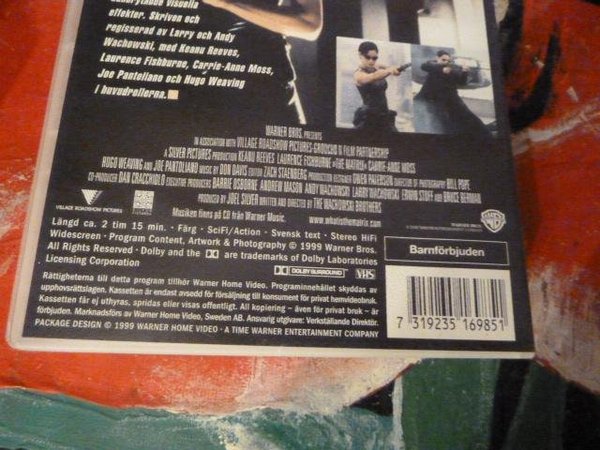 visuella
effekter. Skriven och
regisserad av Larry och Andy
Wachowski, med Keanu Reeves,
Laurence Fishburne, Carrie-Anne Moss,
Joe Pantoliano och Hugo Weaving
i huvudrollerna.
WARNER BROS. PRESENTS
IN ASSOCIATION WITH VILLAGE ROADSHOW PICTURES-GROUCHO II FILM PARTNERSHIP
A SILVER PICTURES PRODUCTION KEANU REEVES LAURENCE FISHBURNE "THE MATRIX" CARRIE-ANNE MOSS
HUGO WEAVING AND JOE PANTOLIANO MUSIC BY DON DAVIS EDITOR ZACH STAENBERG PRODUCTION DESIGNER OWEN PATERSON DIRECTOR OF PHOTOGRAPHY BILL POPE
CO-PRODUCER DAN CRACCHIOLO EXECUTIVE PRODUCERS BARRIE OSBORNE ANDREW MASON ANDY WACHOWSKI LARRY WACHOWSKI ERWIN STOFF AND BRUCE BERMAN
PRODUCED BY JOEL SILVER WRITTEN AND DIRECTED BY THE WACHOWSKI BROTHERS
VILLAGE ROADSHOW PICTURES
Musiken finns på CD från Warner Music. www.whatisthematrix.com
Längd ca. 2 tim 15 min. · Färg · SciFi/Action · Svensk text · Stereo HiFi
Widescreen · Program Content, Artwork & Photography © 1999 Warner Bros.
All Rights Reserved · Dolby and the DD are trademarks of Dolby Laboratories
Licensing Corporation
DOLBY SURROUND VHS
Barnförbjuden
Rättigheterna till detta program tillhör Warner Home Video. Programinnehållet skyddas av
upphovsrättslagen. Kassetten är endast avsedd för försäljning till konsument för privat hemvideobruk.
Kassetten får ej uthyras, spridas eller visas offentligt. All kopiering – även för privat bruk – är
förbjuden. Marknadsförs av Warner Home Video, Sweden AB. Ansvarig utgivare: Verkställande Direktör.
PACKAGE DESIGN © 1999 WARNER HOME VIDEO · A TIME WARNER ENTERTAINMENT COMPANY
7 319235 169851